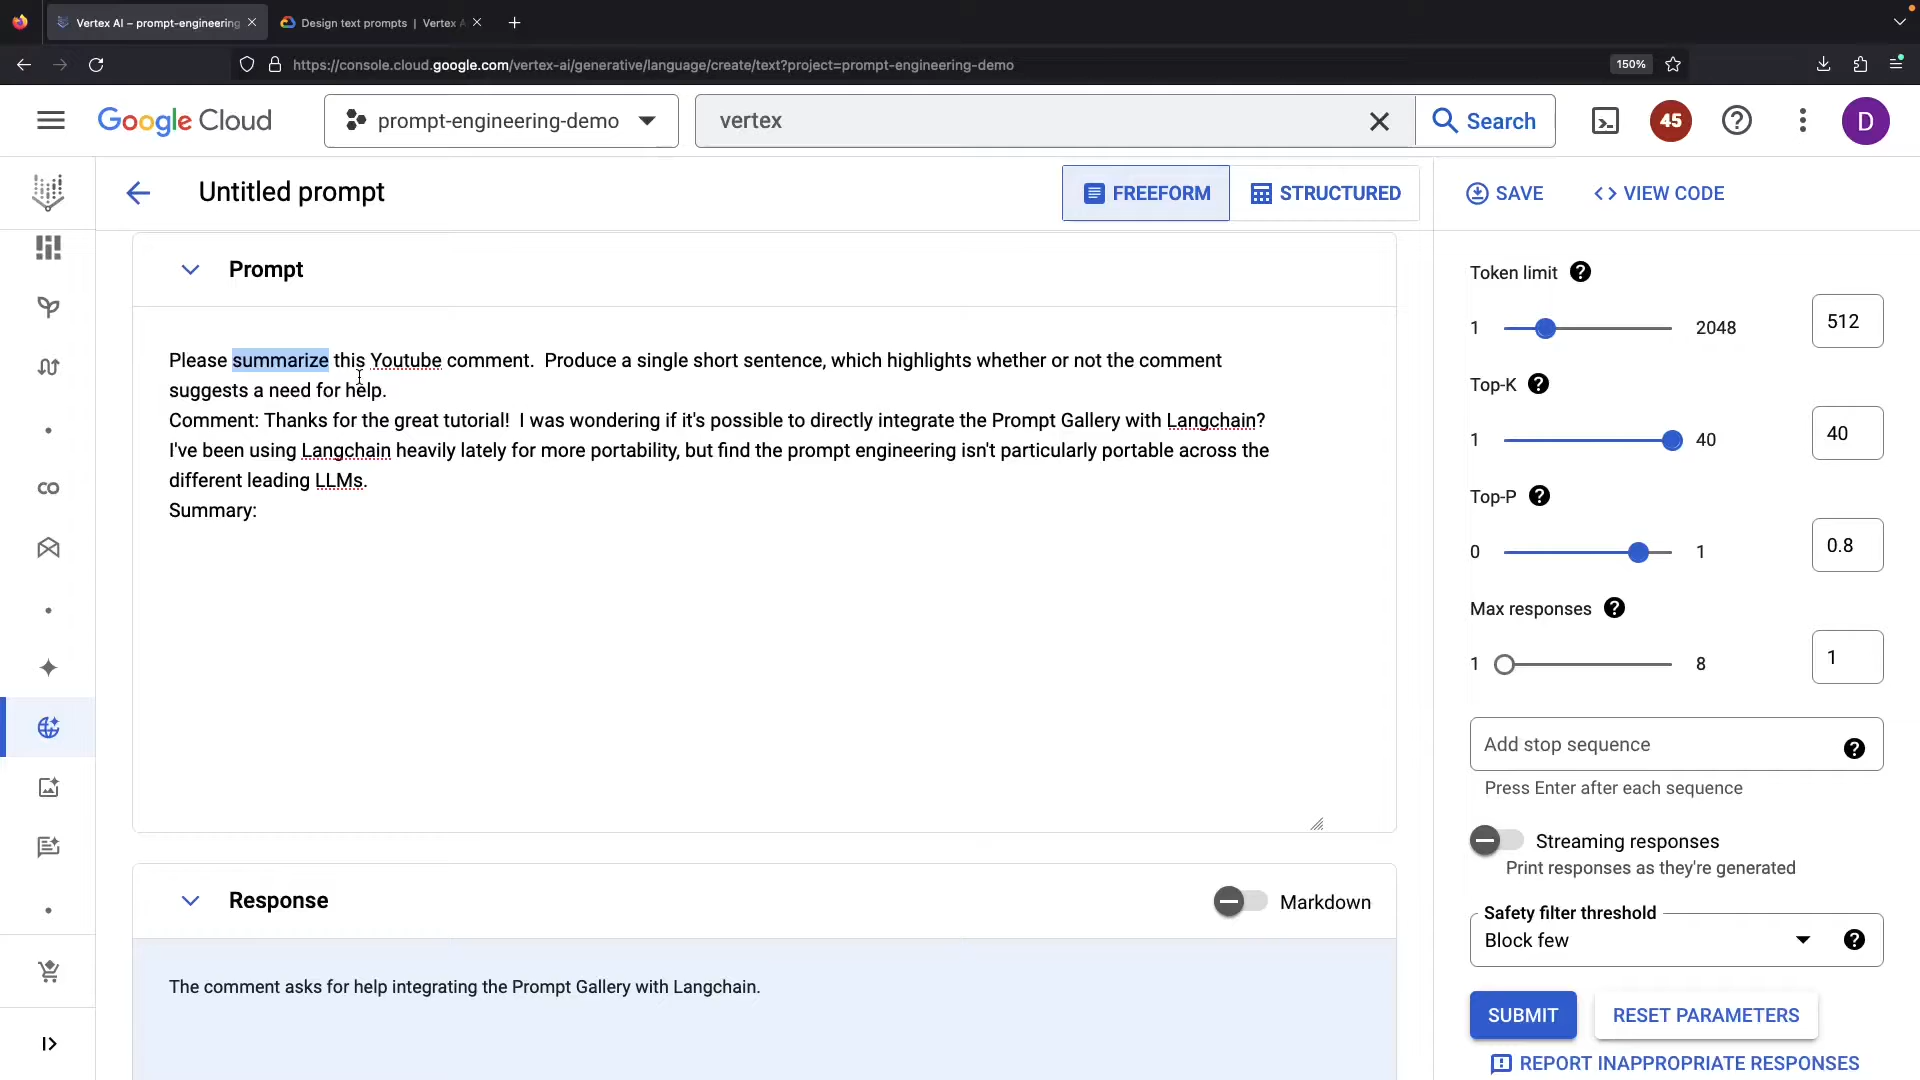 Vertex AI – prompt-engineering
Design text prompts | Vertex A
https://console.cloud.google.com/vertex-ai/generative/language/create/text?project=prompt-engineering-demo
150%
Google Cloud
prompt-engineering-demo
vertex
Search
45
D
Untitled prompt
FREEFORM
STRUCTURED
SAVE
VIEW CODE
Prompt
Please summarize this Youtube comment.  Produce a single short sentence, which highlights whether or not the comment
suggests a need for help.
Comment: Thanks for the great tutorial!  I was wondering if it's possible to directly integrate the Prompt Gallery with Langchain?
I've been using Langchain heavily lately for more portability, but find the prompt engineering isn't particularly portable across the
different leading LLMs.
Summary:
Response
Markdown
The comment asks for help integrating the Prompt Gallery with Langchain.
Token limit
1
2048
512
Top-K
1
40
40
Top-P
0
1
0.8
Max responses
1
8
1
Add stop sequence
Press Enter after each sequence
Streaming responses
Print responses as they're generated
Safety filter threshold
Block few
SUBMIT
RESET PARAMETERS
REPORT INAPPROPRIATE RESPONSES